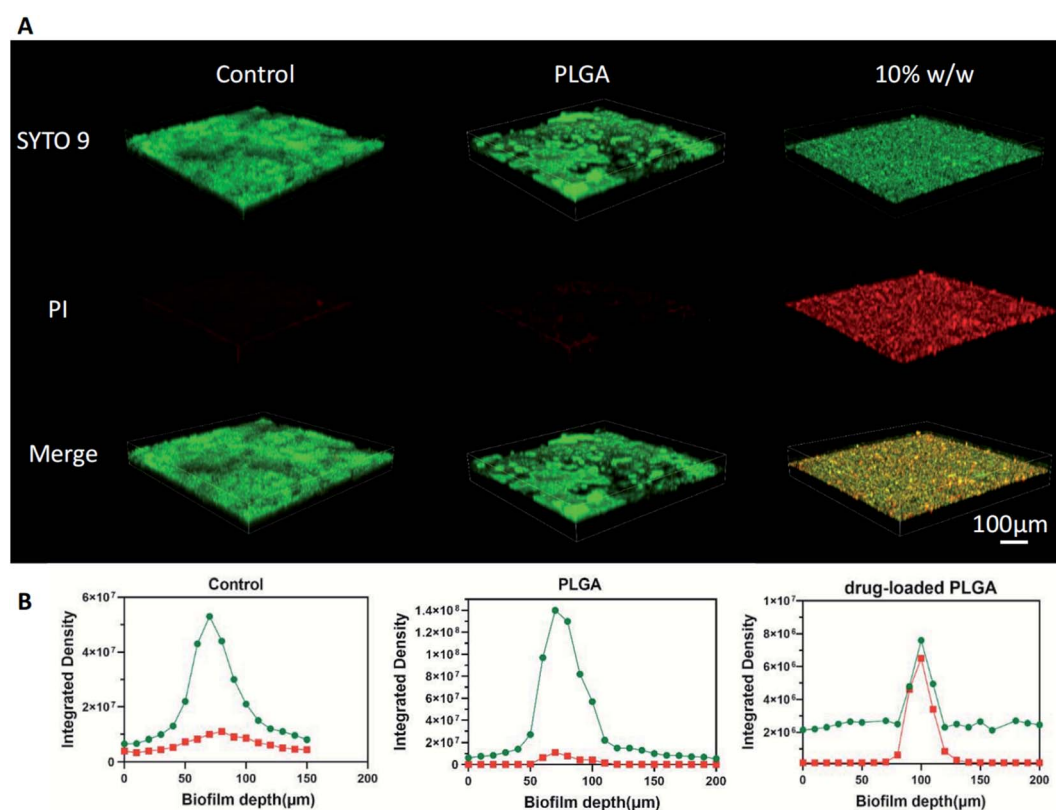 A
Control PLGA 10% w/w
SYTO 9
PI
Merge
100μm
B
Control
Integrated Density
6×10⁷
4×10⁷
2×10⁷
0
0 50 100 150 200
Biofilm depth(μm)
PLGA
Integrated Density
1.4×10⁸
1.2×10⁸
1×10⁸
8×10⁷
6×10⁷
4×10⁷
2×10⁷
0
0 50 100 150 200
Biofilm depth(μm)
drug-loaded PLGA
Integrated Density
1×10⁷
8×10⁶
6×10⁶
4×10⁶
2×10⁶
0
0 50 100 150 200
Biofilm depth(μm)